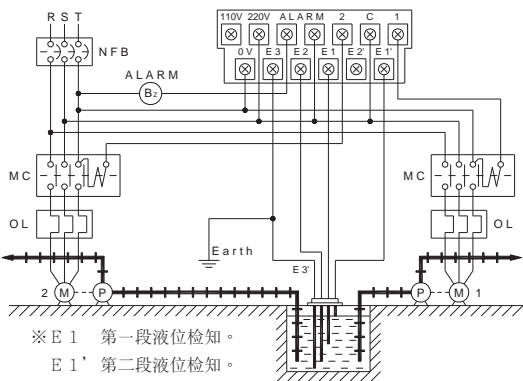 R S T
NFB
110V 220V ALARM 2 C 1
0V E3 E2 E1 E2' E1'
ALARM
Bz
MC
MC
OL
OL
Earth
E3'
2 M P
P M 1
※E1 第一段液位檢知。
E1' 第二段液位檢知。